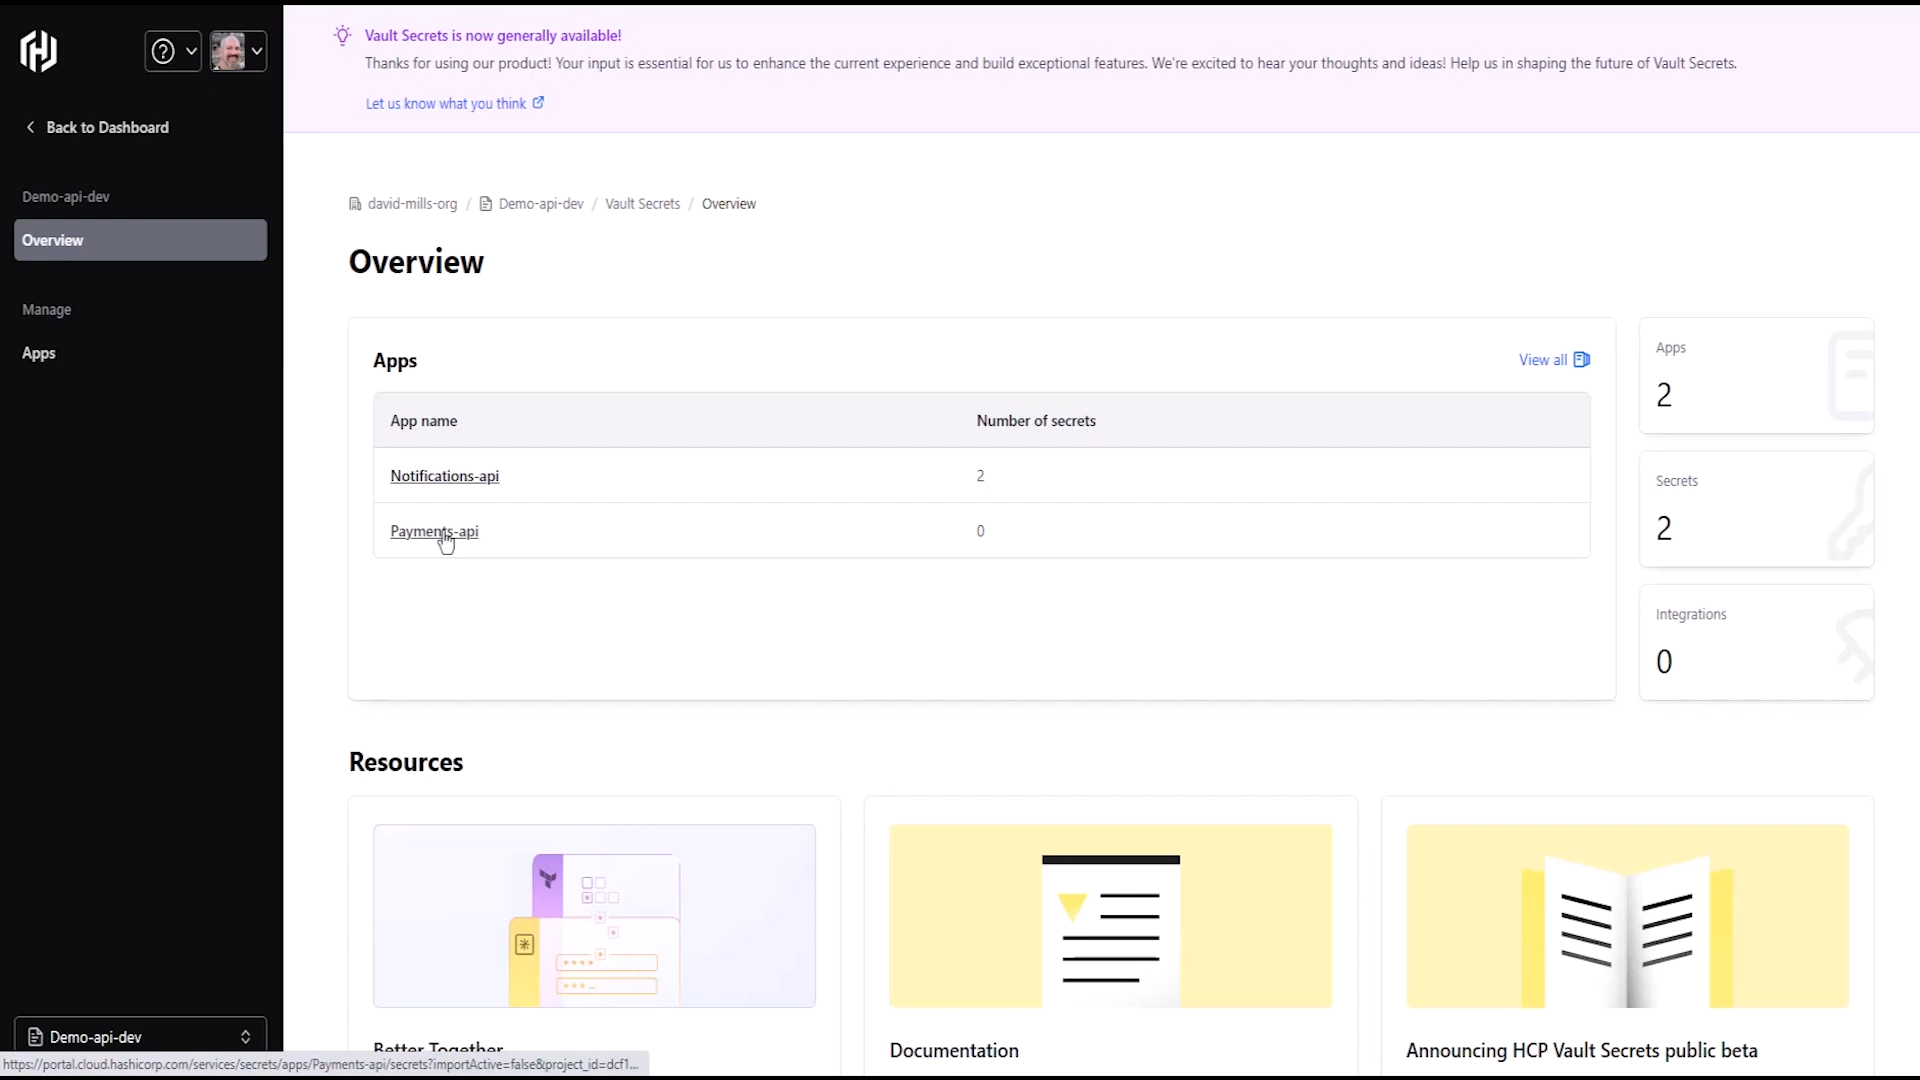 Vault Secrets is now generally available!
Thanks for using our product! Your input is essential for us to enhance the current experience and build exceptional features. We're excited to hear your thoughts and ideas! Help us in shaping the future of Vault Secrets.
Let us know what you think
Back to Dashboard
Demo-api-dev
Overview
Manage
Apps
david-mills-org / Demo-api-dev / Vault Secrets / Overview
Overview
Apps
View all
App name Number of secrets
Notifications-api 2
Payments-api 0
Apps
2
Secrets
2
Integrations
0
Resources
Better Together
Documentation
Announcing HCP Vault Secrets public beta
Demo-api-dev
https://portal.cloud.hashicorp.com/services/secrets/apps/Payments-api/secrets?importActive=false&project_id=dcf1...